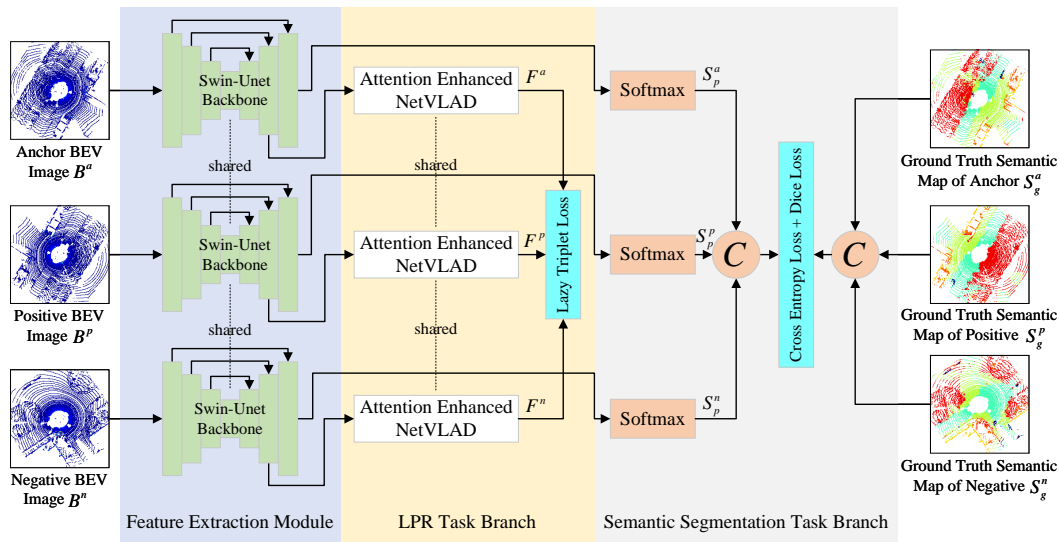 Anchor BEV
Image B^a
Positive BEV
Image B^p
Negative BEV
Image B^n
Swin-Unet
Backbone
shared
Swin-Unet
Backbone
shared
Swin-Unet
Backbone
Feature Extraction Module
Attention Enhanced
NetVLAD
F^a
shared
Attention Enhanced
NetVLAD
F^p
shared
Attention Enhanced
NetVLAD
F^n
Lazy Triplet Loss
LPR Task Branch
Softmax
S_p^a
Softmax
S_p^p
Softmax
S_p^n
C
Cross Entropy Loss + Dice Loss
C
Semantic Segmentation Task Branch
Ground Truth Semantic
Map of Anchor S_g^a
Ground Truth Semantic
Map of Positive S_g^p
Ground Truth Semantic
Map of Negative S_g^n